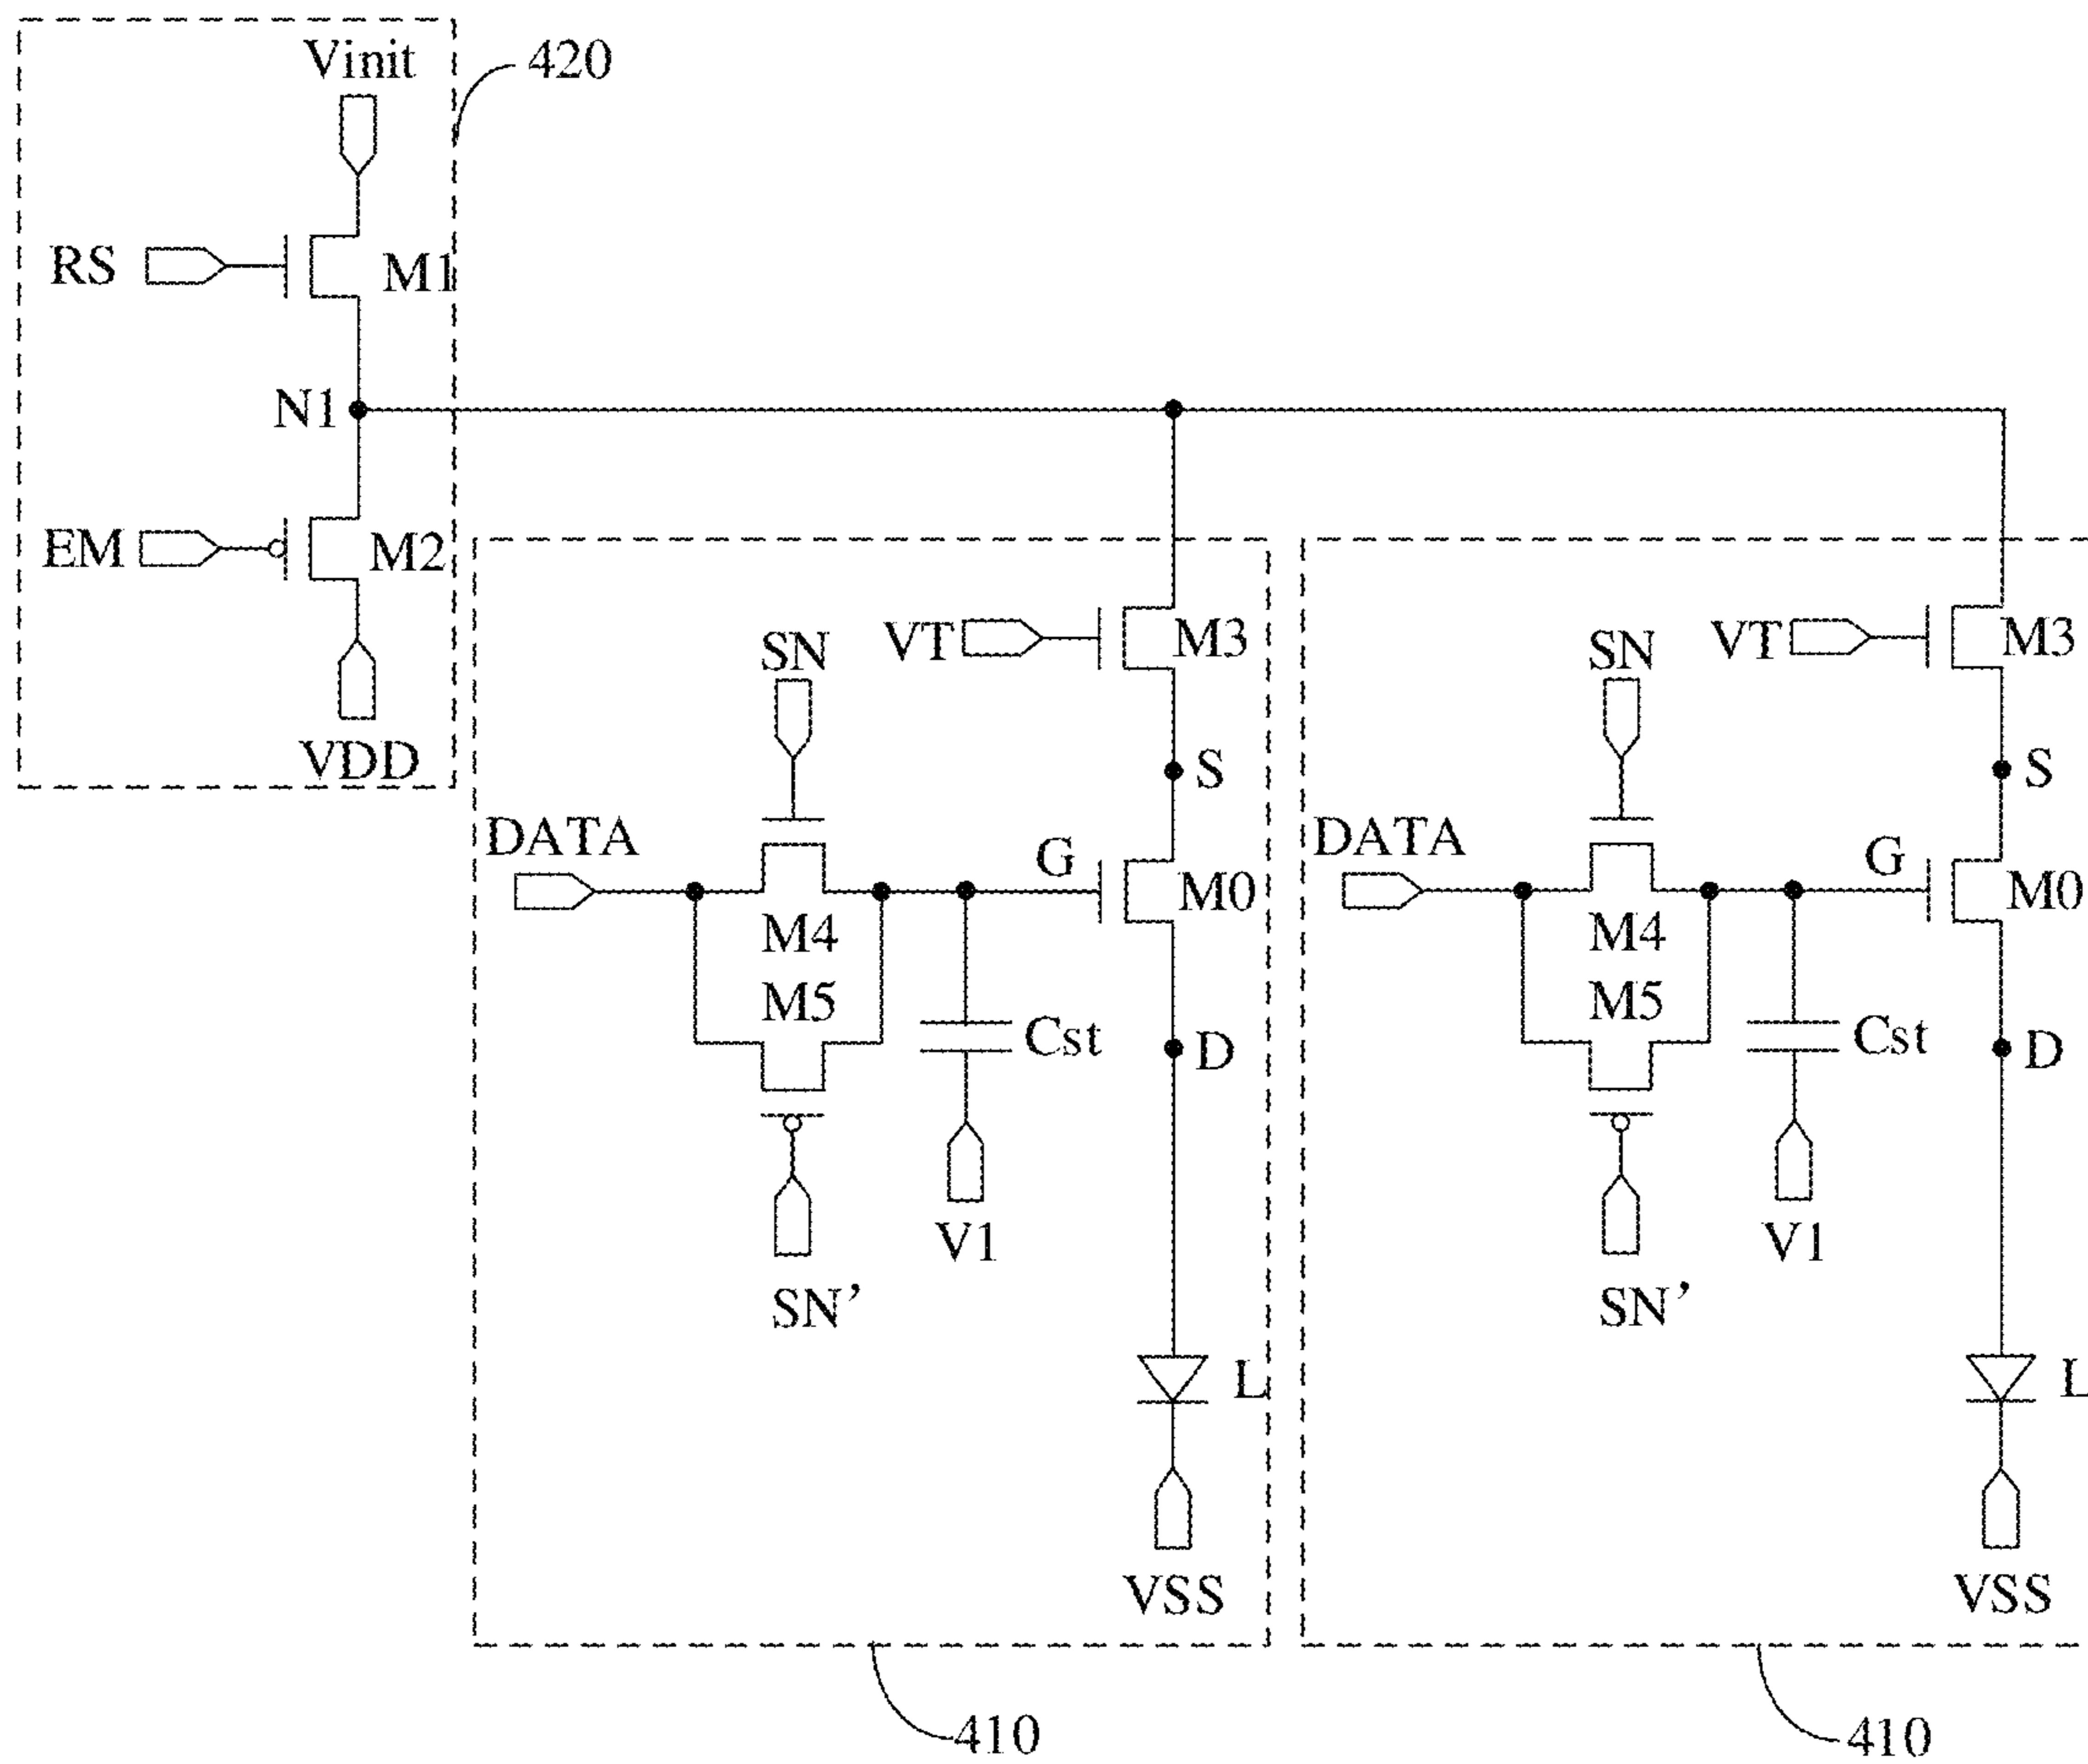 Vinit
420
RS
M1
N1
EM
M2
VDD
VT
M3
SN
S
DATA
G
M0
M4
M5
Cst
D
V1
SN’
L
VSS
410
VT
M3
SN
S
DATA
G
M0
M4
M5
Cst
D
V1
SN’
L
VSS
410